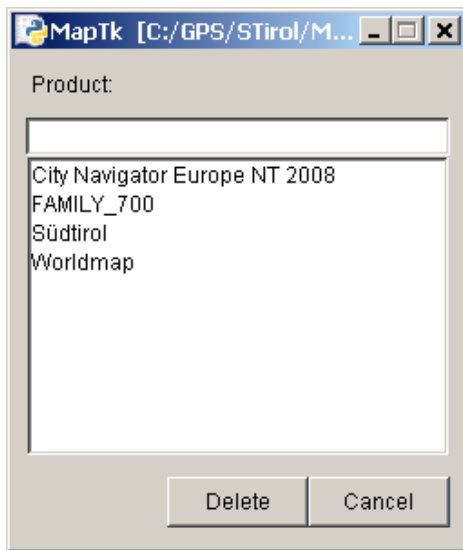 MapTk [C:/GPS/STirol/M...
Product:
City Navigator Europe NT 2008
FAMILY_700
Südtirol
Worldmap
Delete Cancel